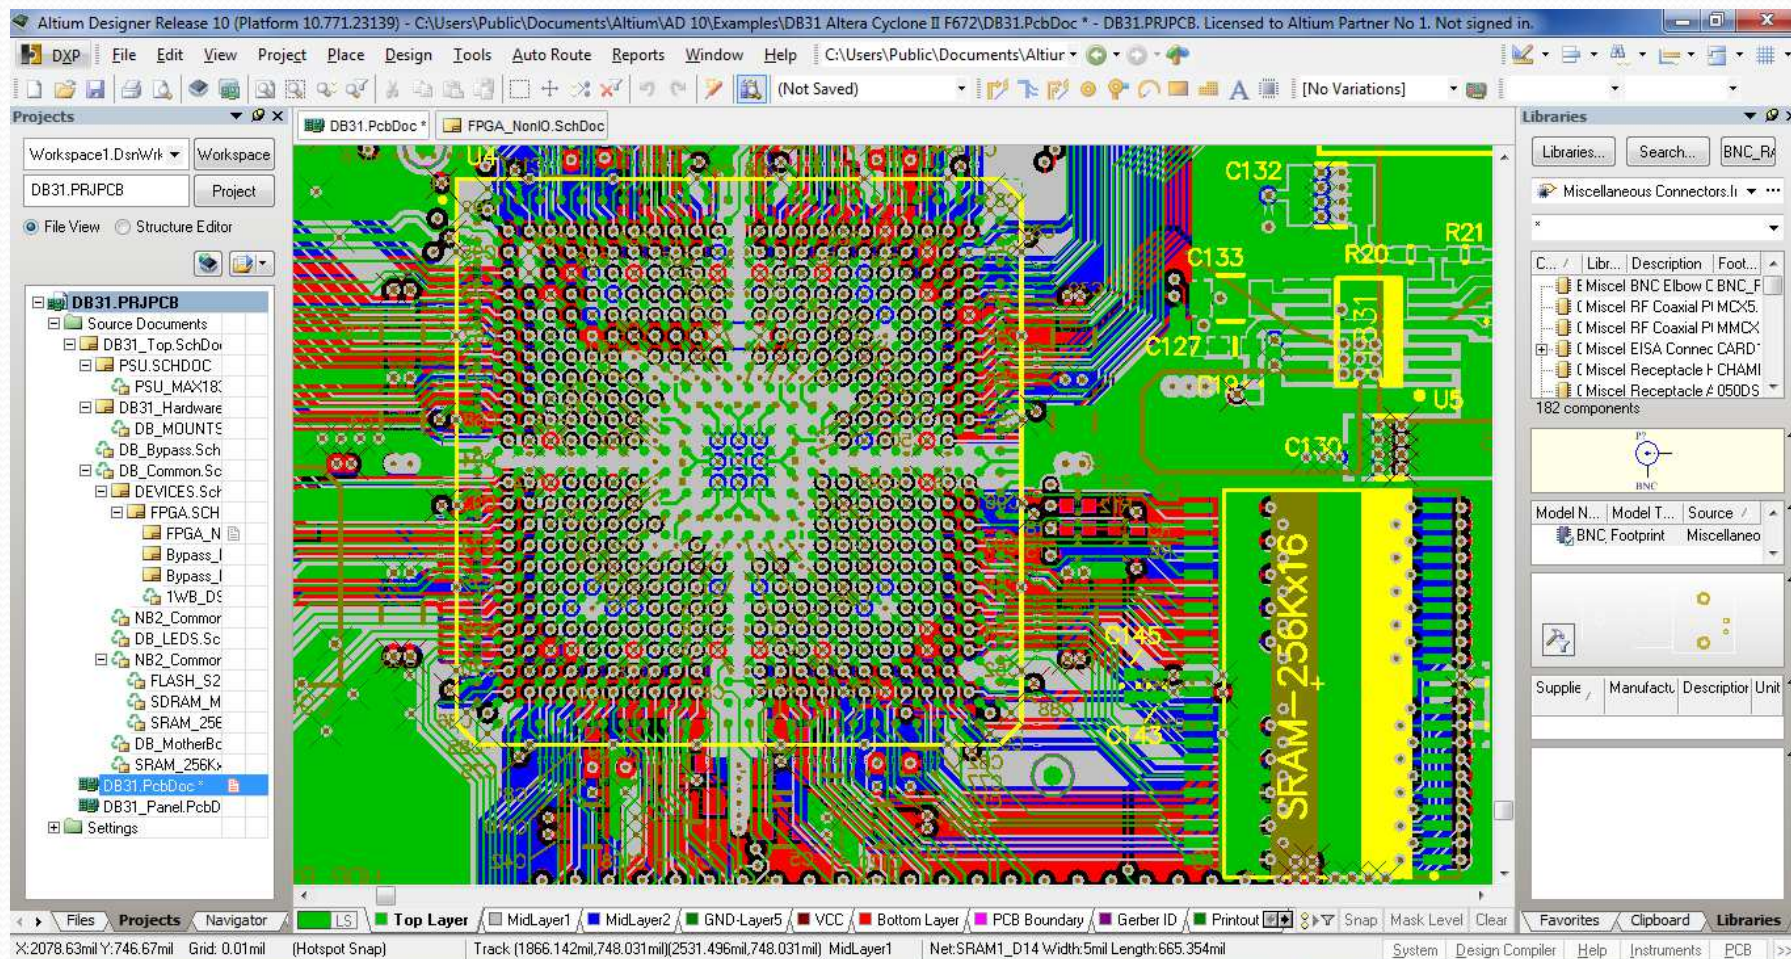 Altium Designer Release 10 (Platform 10.771.23139) - C:\Users\Public\Documents\Altium\AD 10\Examples\DB31 Altera Cyclone II F672\DB31.PcbDoc * - DB31.PRJPCB. Licensed to Altium Partner No 1. Not signed in.
DXP File Edit View Project Place Design Tools Auto Route Reports Window Help C:\Users\Public\Documents\Altiur
(Not Saved) [No Variations]
Projects
DB31.PcbDoc * FPGA_NonIO.SchDoc
Workspace1.DsnWrk Workspace
DB31.PRJPCB Project
File View Structure Editor
DB31.PRJPCB
Source Documents
DB31_Top.SchDoc
PSU.SCHDOC
PSU_MAX18
DB31_Hardware
DB_MOUNTS
DB_Bypass.Sch
DB_Common.Sc
DEVICES.Sch
FPGA.SCH
FPGA_N
Bypass_I
Bypass_I
1WB_DS
NB2_Commor
DB_LEDS.Sc
NB2_Commor
FLASH_S2
SDRAM_M
SRAM_256
DB_MotherBc
SRAM_256K
DB31.PcbDoc *
DB31_Panel.PcbD
Settings
U4
C132
C133
R20
R21
C127
U5
C130
C145
C143
SRAM-256Kx16
Libraries
Libraries... Search... BNC_RA
Miscellaneous Connectors.I
*
C... / Libr... Description Foot...
Miscel BNC Elbow C BNC_F
Miscel RF Coaxial Pl MCX5.
Miscel RF Coaxial Pl MMCX
Miscel EISA Connec CARD
Miscel Receptacle H CHAMI
Miscel Receptacle A 050DS
182 components
P?
BNC
Model N... Model T... Source /
BNC Footprint Miscellaneo
Supplie / Manufactu Description Unit
Files Projects Navigator
LS Top Layer MidLayer1 MidLayer2 GND-Layer5 VCC Bottom Layer PCB Boundary Gerber ID Printout Snap Mask Level Clear
Favorites Clipboard Libraries
X:2078.63mil Y:746.67mil Grid: 0.01mil (Hotspot Snap) Track (1866.142mil,748.031mil)(2531.496mil,748.031mil) MidLayer1 Net:SRAM1_D14 Width:5mil Length:665.354mil
System Design Compiler Help Instruments PCB >>